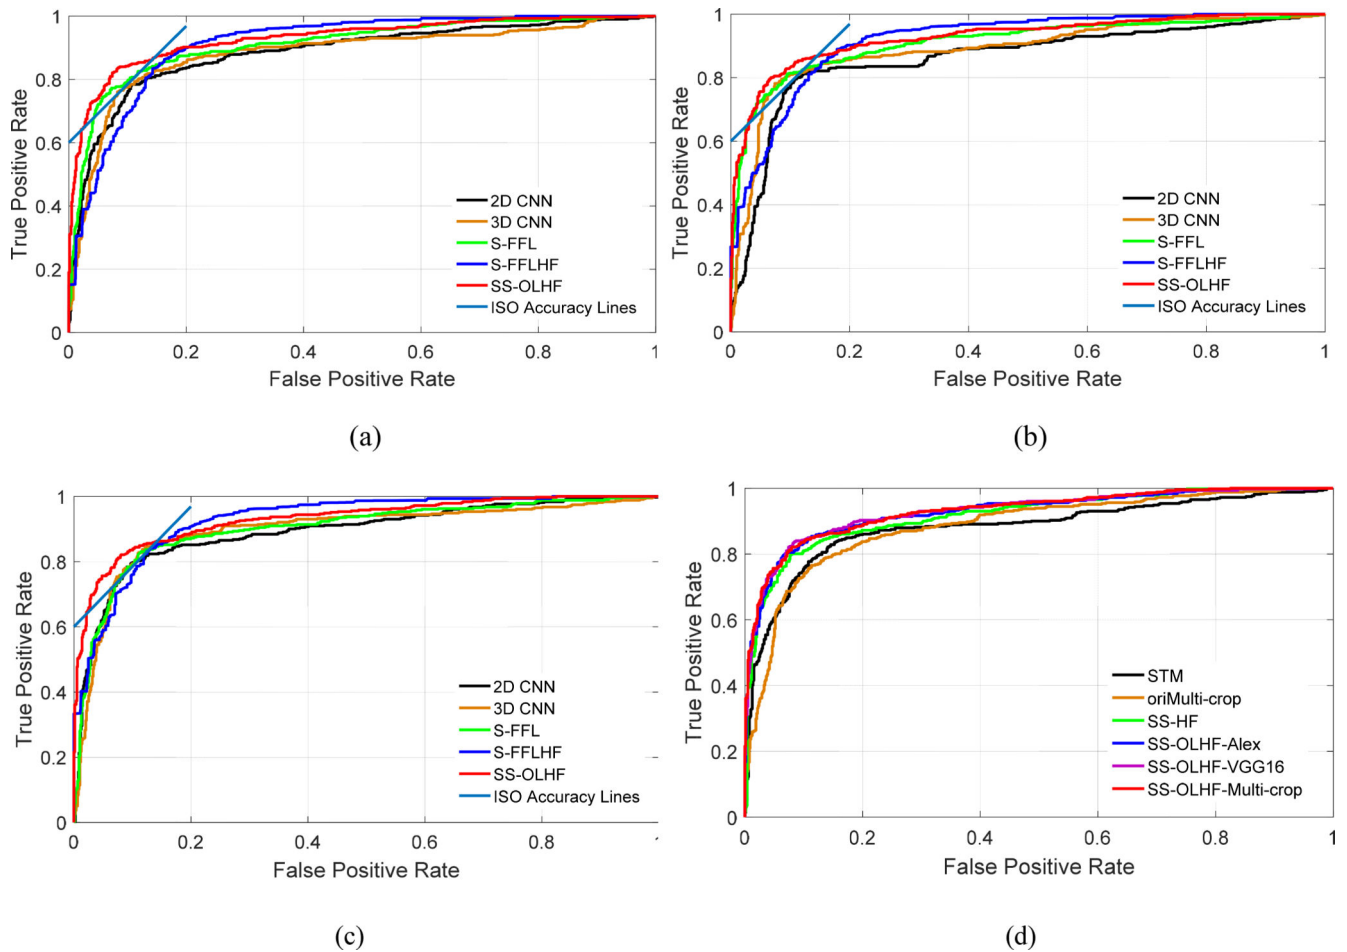 1
0.8
0.6
0.4
0.2
0
True Positive Rate
2D CNN
3D CNN
S-FFL
S-FFLHF
SS-OLHF
ISO Accuracy Lines
0 0.2 0.4 0.6 0.8 1
False Positive Rate
(a)
1
0.8
0.6
0.4
0.2
0
True Positive Rate
2D CNN
3D CNN
S-FFL
S-FFLHF
SS-OLHF
ISO Accuracy Lines
0 0.2 0.4 0.6 0.8 1
False Positive Rate
(b)
1
0.8
0.6
0.4
0.2
0
True Positive Rate
2D CNN
3D CNN
S-FFL
S-FFLHF
SS-OLHF
ISO Accuracy Lines
0 0.2 0.4 0.6 0.8 1
False Positive Rate
(c)
1
0.8
0.6
0.4
0.2
0
True Positive Rate
STM
oriMulti-crop
SS-HF
SS-OLHF-Alex
SS-OLHF-VGG16
SS-OLHF-Multi-crop
0 0.2 0.4 0.6 0.8 1
False Positive Rate
(d)